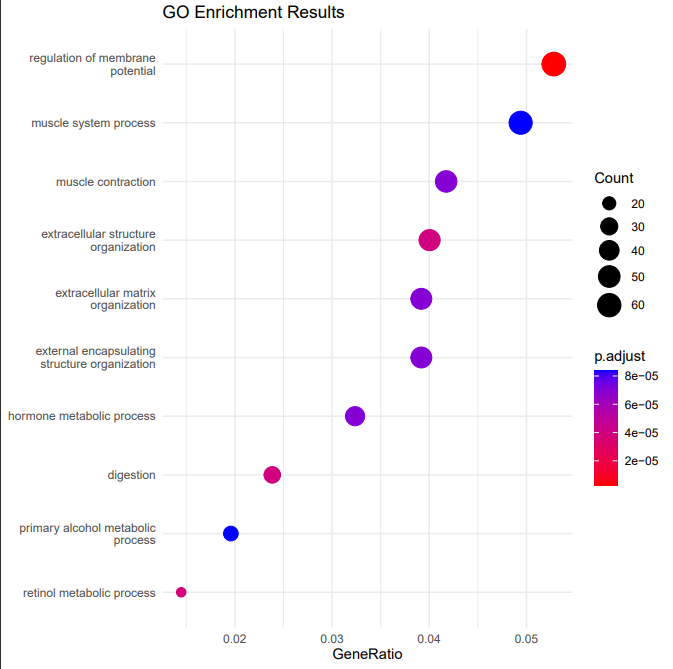 GO Enrichment Results
regulation of membrane
potential
muscle system process
muscle contraction
extracellular structure
organization
extracellular matrix
organization
external encapsulating
structure organization
hormone metabolic process
digestion
primary alcohol metabolic
process
retinol metabolic process
0.02 0.03 0.04 0.05
GeneRatio
Count
20
30
40
50
60
p.adjust
8e−05
6e−05
4e−05
2e−05